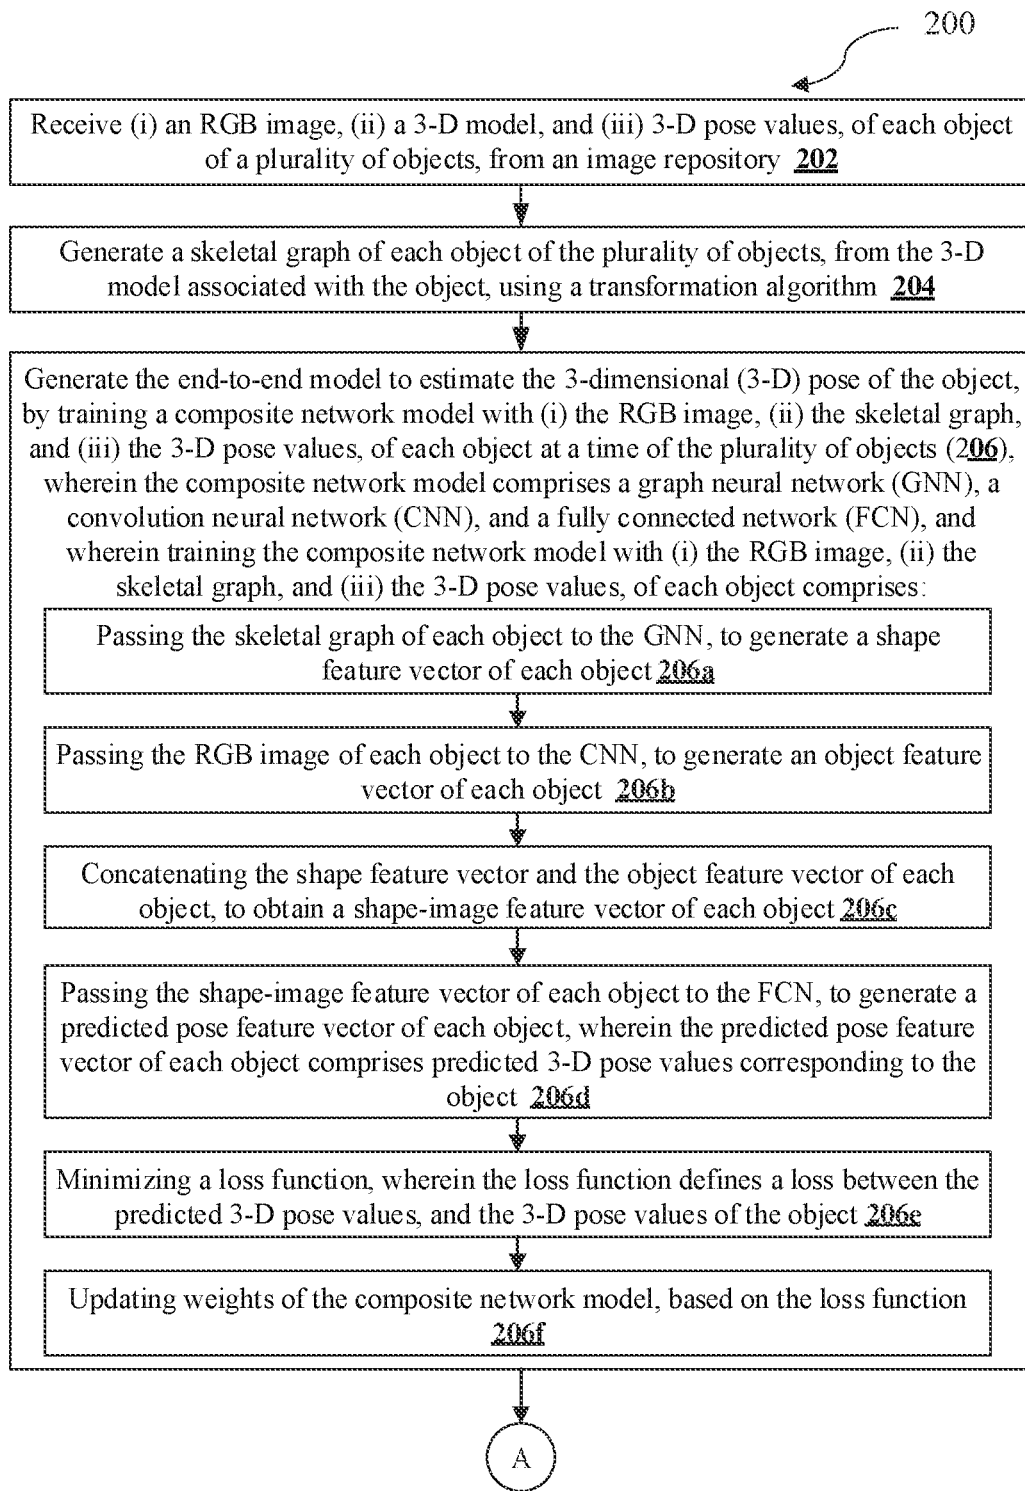 200
Receive (i) an RGB image, (ii) a 3-D model, and (iii) 3-D pose values, of each object
of a plurality of objects, from an image repository 202
Generate a skeletal graph of each object of the plurality of objects, from the 3-D
model associated with the object, using a transformation algorithm 204
Generate the end-to-end model to estimate the 3-dimensional (3-D) pose of the object,
by training a composite network model with (i) the RGB image, (ii) the skeletal graph,
and (iii) the 3-D pose values, of each object at a time of the plurality of objects (206),
wherein the composite network model comprises a graph neural network (GNN), a
convolution neural network (CNN), and a fully connected network (FCN), and
wherein training the composite network model with (i) the RGB image, (ii) the
skeletal graph, and (iii) the 3-D pose values, of each object comprises:
Passing the skeletal graph of each object to the GNN, to generate a shape
feature vector of each object 206a
Passing the RGB image of each object to the CNN, to generate an object feature
vector of each object 206b
Concatenating the shape feature vector and the object feature vector of each
object, to obtain a shape-image feature vector of each object 206c
Passing the shape-image feature vector of each object to the FCN, to generate a
predicted pose feature vector of each object, wherein the predicted pose feature
vector of each object comprises predicted 3-D pose values corresponding to the
object 206d
Minimizing a loss function, wherein the loss function defines a loss between the
predicted 3-D pose values, and the 3-D pose values of the object 206e
Updating weights of the composite network model, based on the loss function
206f
A